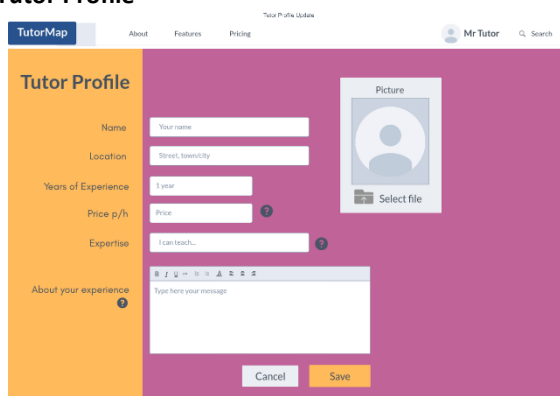 Tutor Profile
Tutor Profile Update
TutorMap
About
Features
Pricing
Mr Tutor
Search
Tutor Profile
Picture
Select file
Name
Your name
Location
Street, town/city
Years of Experience
1 year
Price p/h
Price
?
Expertise
I can teach...
?
About your experience
?
B I U
Type here your message
Cancel
Save